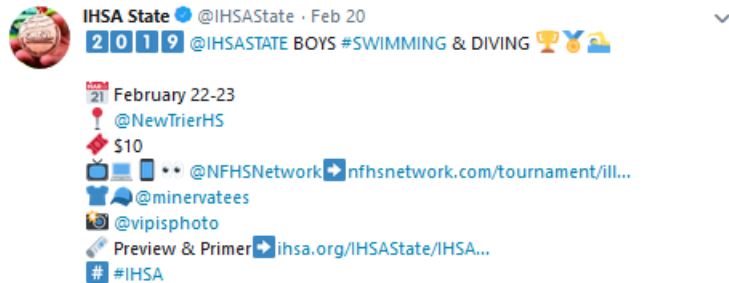 IHSA State @IHSAState · Feb 20
2019 @IHSASTATE BOYS #SWIMMING & DIVING
February 22-23
@NewTrierHS
$10
@NFHSNetwork nfhsnetwork.com/tournament/ill...
@minervatees
@vipisphoto
Preview & Primer ihsa.org/IHSAState/IHSA...
# #IHSA